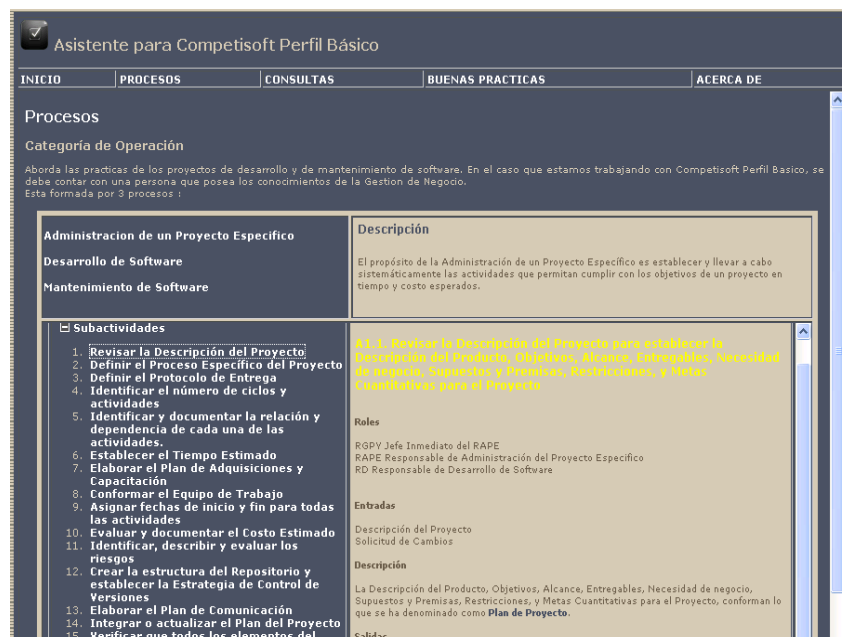 Asistente para Competisoft Perfil Básico
INICIO
PROCESOS
CONSULTAS
BUENAS PRACTICAS
ACERCA DE
Procesos
Categoría de Operación
Aborda las practicas de los proyectos de desarrollo y de mantenimiento de software. En el caso que estamos trabajando con Competisoft Perfil Basico, se
debe contar con una persona que posea los conocimientos de la Gestion de Negocio.
Esta formada por 3 procesos :
Administracion de un Proyecto Especifico
Desarrollo de Software
Mantenimiento de Software
Descripción
El propósito de la Administración de un Proyecto Específico es establecer y llevar a cabo
sistemáticamente las actividades que permitan cumplir con los objetivos de un proyecto en
tiempo y costo esperados.
Subactividades
1. Revisar la Descripción del Proyecto
2. Definir el Proceso Específico del Proyecto
3. Definir el Protocolo de Entrega
4. Identificar el número de ciclos y
actividades
5. Identificar y documentar la relación y
dependencia de cada una de las
actividades.
6. Establecer el Tiempo Estimado
7. Elaborar el Plan de Adquisiciones y
Capacitación
8. Conformar el Equipo de Trabajo
9. Asignar fechas de inicio y fin para todas
las actividades
10. Evaluar y documentar el Costo Estimado
11. Identificar, describir y evaluar los
riesgos
12. Crear la estructura del Repositorio y
establecer la Estrategia de Control de
Versiones
13. Elaborar el Plan de Comunicación
14. Integrar o actualizar el Plan del Proyecto
15. Verificar que todos los elementos del
A1.1. Revisar la Descripción del Proyecto para establecer la
Descripción del Producto, Objetivos, Alcance, Entregables, Necesidad
de negocio, Supuestos y Premisas, Restricciones, y Metas
Cuantitativas para el Proyecto
Roles
RGPY Jefe Inmediato del RAPE
RAPE Responsable de Administración del Proyecto Especifico
RD Responsable de Desarrollo de Software
Entradas
Descripción del Proyecto
Solicitud de Cambios
Descripción
La Descripción del Producto, Objetivos, Alcance, Entregables, Necesidad de negocio,
Supuestos y Premisas, Restricciones, y Metas Cuantitativas para el Proyecto, conforman lo
que se ha denominado como Plan de Proyecto.
Salidas